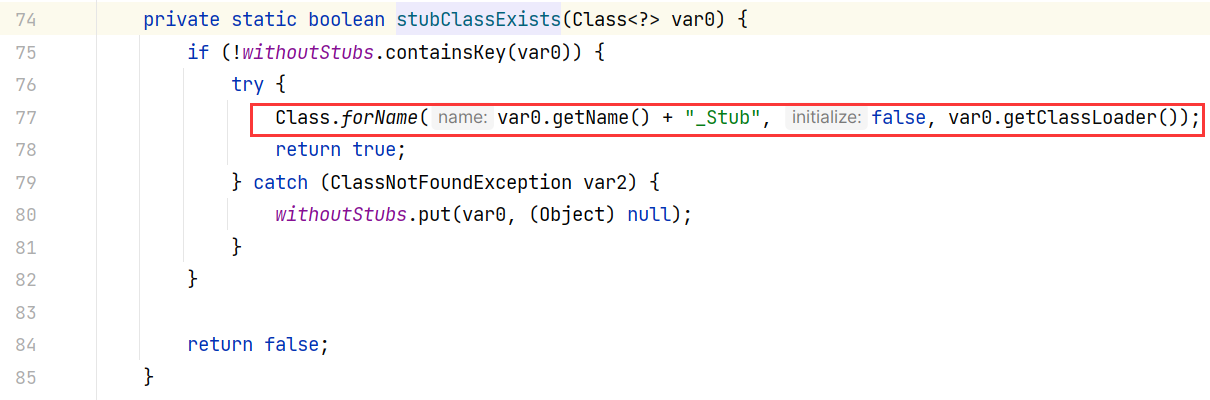 74 private static boolean stubClassExists(Class<?> var0) {
75 if (!withoutStubs.containsKey(var0)) {
76 try {
77 Class.forName( name: var0.getName() + "_Stub", initialize: false, var0.getClassLoader());
78 return true;
79 } catch (ClassNotFoundException var2) {
80 withoutStubs.put(var0, (Object) null);
81 }
82 }
83
84 return false;
85 }